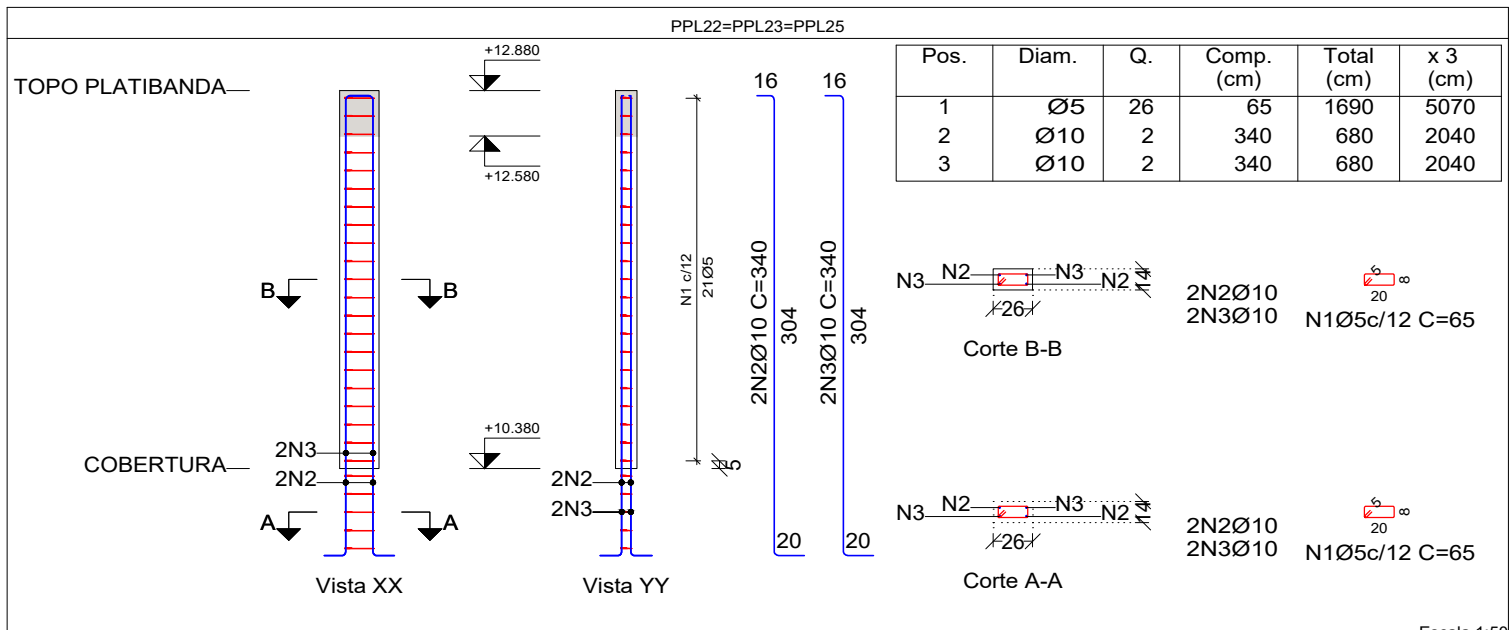 PPL22=PPL23=PPL25
TOPO PLATIBANDA
+12.880
+12.580
B B
+10.380
COBERTURA
2N3
2N2
A A
Vista XX
N1 c/12
21Ø5
5
2N2
2N3
Vista YY
16
2N2Ø10 C=340
304
20
16
2N3Ø10 C=340
304
20
Pos. Diam. Q. Comp. (cm) Total (cm) x 3 (cm)
1 Ø5 26 65 1690 5070
2 Ø10 2 340 680 2040
3 Ø10 2 340 680 2040
N3 N2 N3 N2
14
26
Corte B-B
2N2Ø10
2N3Ø10
5
8
20
N1Ø5c/12 C=65
N3 N2 N3 N2
14
26
Corte A-A
2N2Ø10
2N3Ø10
5
8
20
N1Ø5c/12 C=65